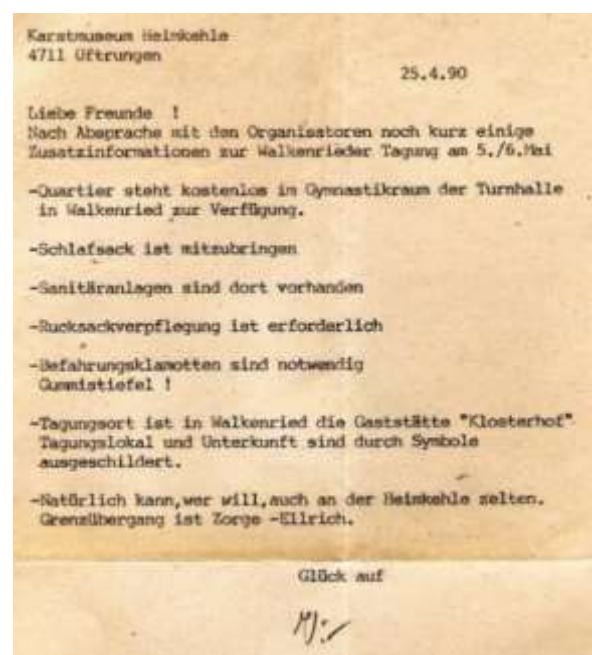 Karstmuseum Heimkehle
4711 Uftrungen
25.4.90
Liebe Freunde !
Nach Absprache mit den Organisatoren noch kurz einige
Zusatzinformationen zur Walkenrieder Tagung am 5./6.Mai
-Quartier steht kostenlos im Gymnastikraum der Turnhalle
in Walkenried zur Verfügung.
-Schlafsack ist mitzubringen
-Sanitäranlagen sind dort vorhanden
-Rucksackverpflegung ist erforderlich
-Befahrungsklamotten sind notwendig
Gummistiefel !
-Tagungsort ist in Walkenried die Gaststätte "Klosterhof"
Tagungslokal und Unterkunft sind durch Symbole
ausgeschildert.
-Natürlich kann,wer will,auch an der Heimkehle zelten.
Grenzübergang ist Zorge -Ellrich.
Glück auf